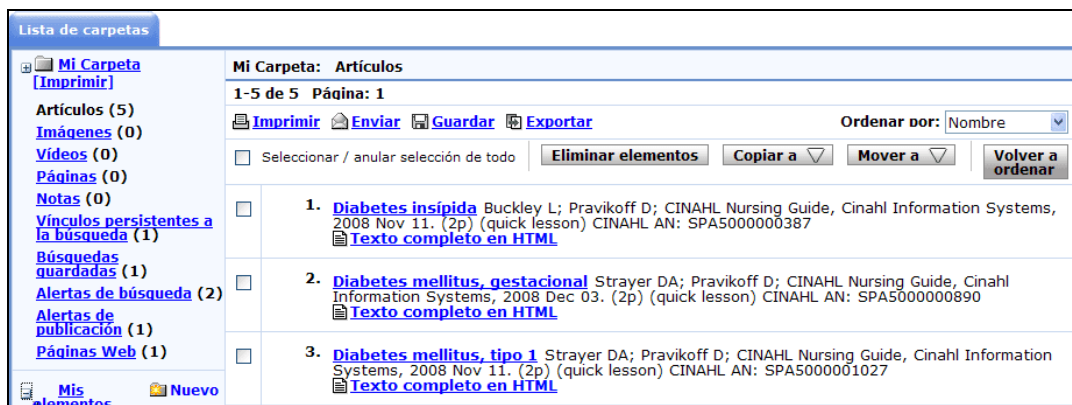 Lista de carpetas
Mi Carpeta
[Imprimir]
Artículos (5)
Imágenes (0)
Vídeos (0)
Páginas (0)
Notas (0)
Vínculos persistentes a
la búsqueda (1)
Búsquedas
guardadas (1)
Alertas de búsqueda (2)
Alertas de
publicación (1)
Páginas Web (1)
Mis Nuevo
elementos
Mi Carpeta: Artículos
1-5 de 5 Página: 1
Imprimir Enviar Guardar Exportar Ordenar por: Nombre
Seleccionar / anular selección de todo Eliminar elementos Copiar a Mover a Volver a
ordenar
1. Diabetes insípida Buckley L; Pravikoff D; CINAHL Nursing Guide, Cinahl Information Systems,
2008 Nov 11. (2p) (quick lesson) CINAHL AN: SPA5000000387
Texto completo en HTML
2. Diabetes mellitus, gestacional Strayer DA; Pravikoff D; CINAHL Nursing Guide, Cinahl
Information Systems, 2008 Dec 03. (2p) (quick lesson) CINAHL AN: SPA5000000890
Texto completo en HTML
3. Diabetes mellitus, tipo 1 Strayer DA; Pravikoff D; CINAHL Nursing Guide, Cinahl Information
Systems, 2008 Nov 11. (2p) (quick lesson) CINAHL AN: SPA5000001027
Texto completo en HTML